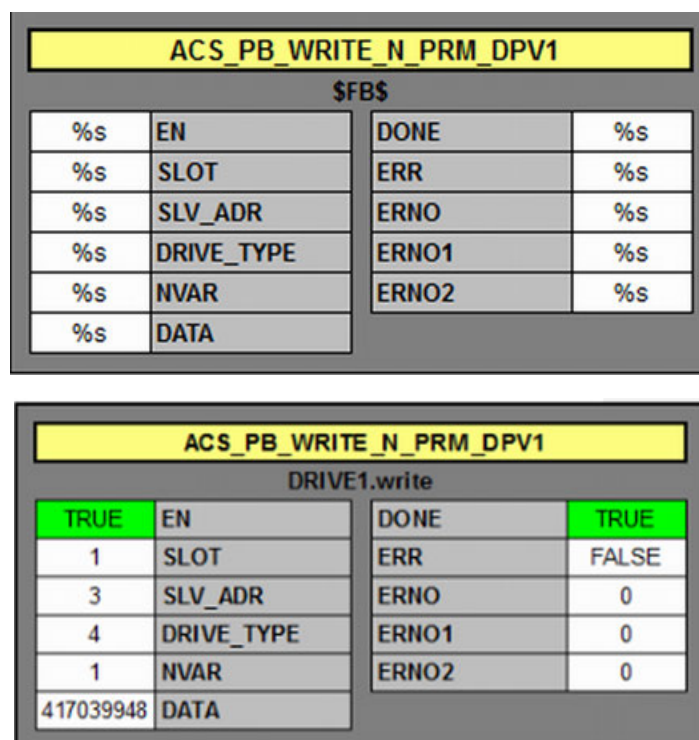 ACS_PB_WRITE_N_PRM_DPV1
$FB$
%s EN DONE %s
%s SLOT ERR %s
%s SLV_ADR ERNO %s
%s DRIVE_TYPE ERNO1 %s
%s NVAR ERNO2 %s
%s DATA
ACS_PB_WRITE_N_PRM_DPV1
DRIVE1.write
TRUE EN DONE TRUE
1 SLOT ERR FALSE
3 SLV_ADR ERNO 0
4 DRIVE_TYPE ERNO1 0
1 NVAR ERNO2 0
417039948 DATA